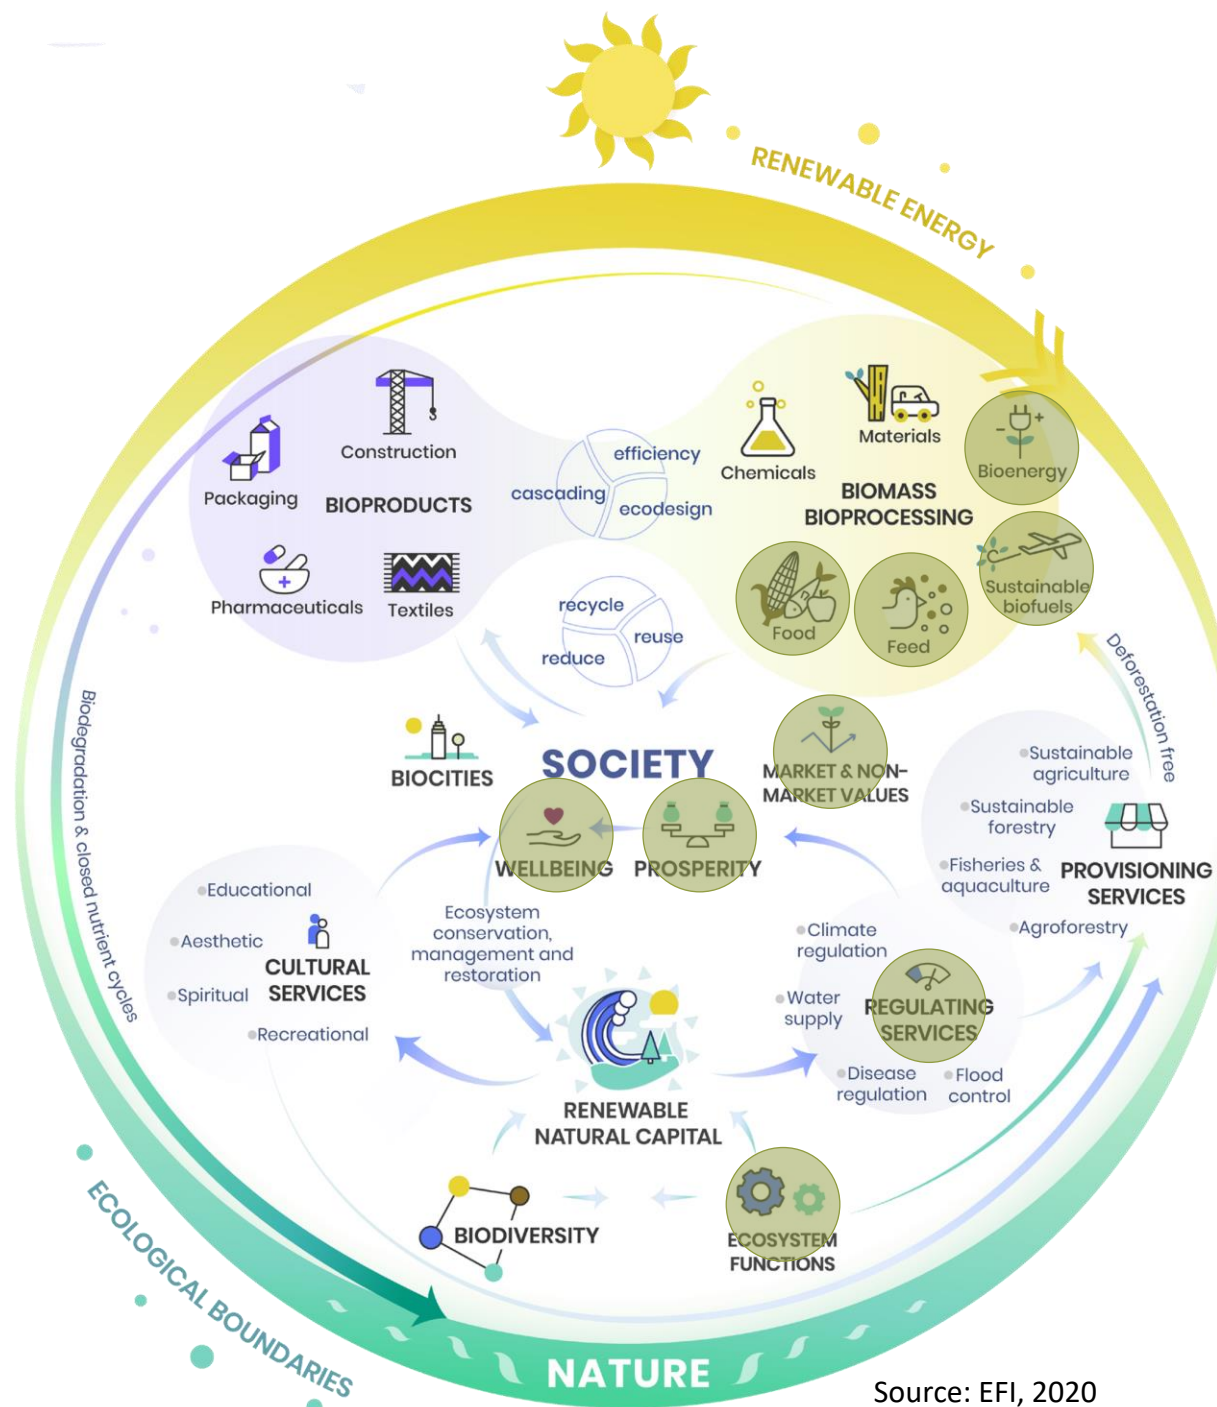 RENEWABLE ENERGY
Construction
Packaging
BIOPRODUCTS
Pharmaceuticals
Textiles
efficiency
cascading
ecodesign
recycle
reuse
reduce
Materials
Chemicals
Bioenergy
BIOMASS
BIOPROCESSING
Sustainable
biofuels
Food
Feed
Deforestation free
Biodegradation & closed nutrient cycles
BIOCITIES
SOCIETY
MARKET & NON-
MARKET VALUES
WELLBEING
PROSPERITY
Sustainable
agriculture
Sustainable
forestry
Fisheries &
aquaculture
Agroforestry
PROVISIONING
SERVICES
Educational
Aesthetic
Spiritual
Recreational
CULTURAL
SERVICES
Ecosystem
conservation,
management and
restoration
Climate
regulation
Water
supply
REGULATING
SERVICES
Disease
regulation
Flood
control
RENEWABLE
NATURAL CAPITAL
BIODIVERSITY
ECOSYSTEM
FUNCTIONS
ECOLOGICAL BOUNDARIES
NATURE
Source: EFI, 2020